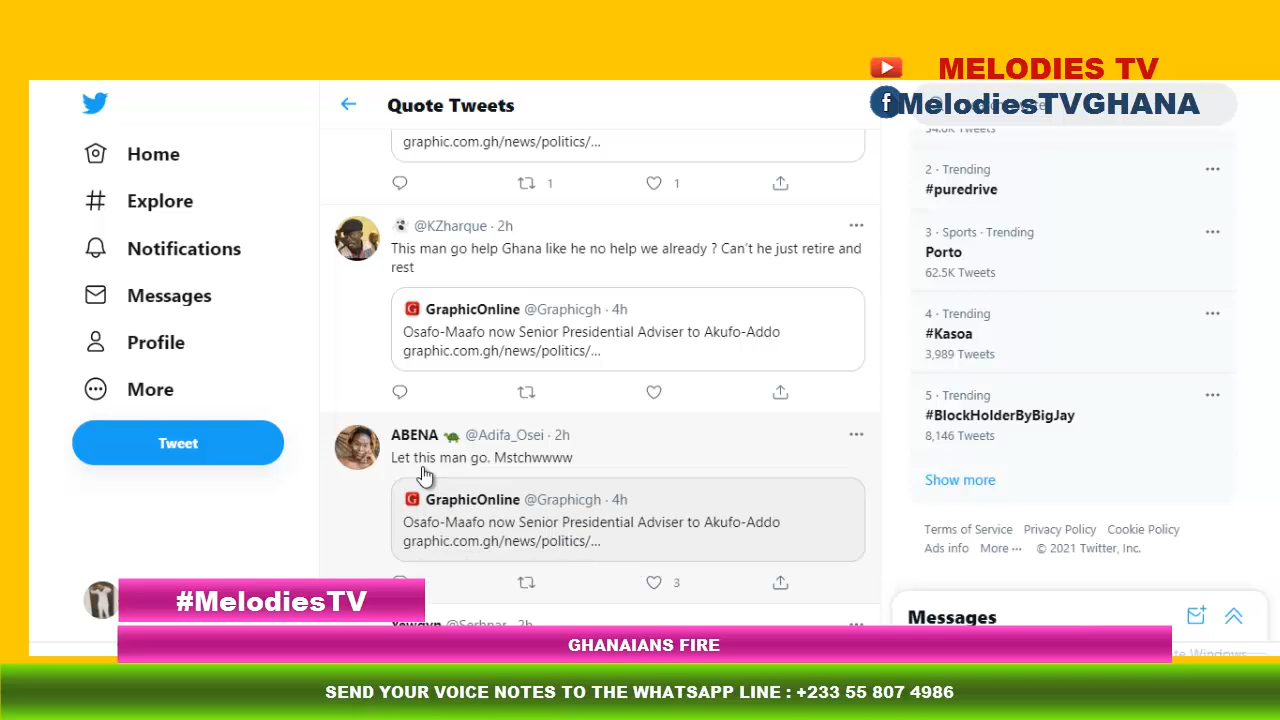 MELODIES TV
MelodiesTVGHANA
Home
Explore
Notifications
Messages
Profile
More
Tweet
Quote Tweets
graphic.com.gh/news/politics/...
1
1
@KZharque · 2h
This man go help Ghana like he no help we already ? Can't he just retire and
rest
GraphicOnline @Graphicgh · 4h
Osafo-Maafo now Senior Presidential Adviser to Akufo-Addo
graphic.com.gh/news/politics/...
ABENA @Adifa_Osei · 2h
Let this man go. Mstchwwww
GraphicOnline @Graphicgh · 4h
Osafo-Maafo now Senior Presidential Adviser to Akufo-Addo
graphic.com.gh/news/politics/...
3
@Serhnar · 2h
54.6K Tweets
2 · Trending
#puredrive
3 · Sports · Trending
Porto
62.5K Tweets
4 · Trending
#Kasoa
3,989 Tweets
5 · Trending
#BlockHolderByBigJay
8,146 Tweets
Show more
Terms of Service Privacy Policy Cookie Policy
Ads info More ··· © 2021 Twitter, Inc.
Messages
#MelodiesTV
GHANAIANS FIRE
SEND YOUR VOICE NOTES TO THE WHATSAPP LINE : +233 55 807 4986